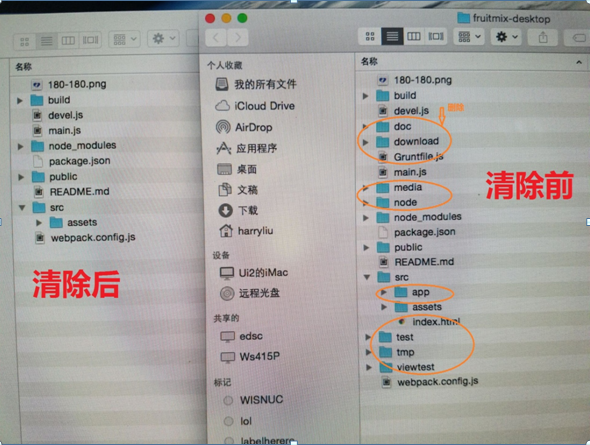 名称
180-180.png
build
devel.js
main.js
node_modules
package.json
public
README.md
src
assets
webpack.config.js
清除后
fruitmix-desktop
个人收藏
我的所有文件
iCloud Drive
AirDrop
应用程序
桌面
文稿
下载
harryliu
设备
Ui2的iMac
远程光盘
共享的
edsc
Ws415P
标记
WISNUC
lol
名称
180-180.png
build
devel.js
删除
doc
download
Gruntfile.js
main.js
media
node
node_modules
package.json
public
README.md
src
app
assets
index.html
test
tmp
viewtest
webpack.config.js
清除前